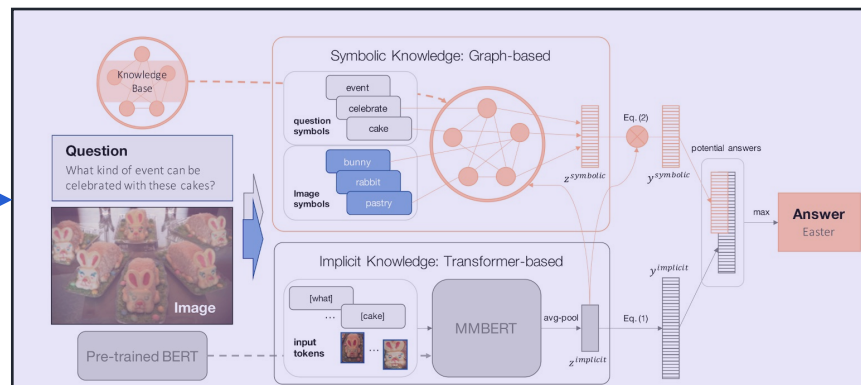 Knowledge
Base
Question
What kind of event can be
celebrated with these cakes?
Image
Pre-trained BERT
Symbolic Knowledge: Graph-based
event
celebrate
cake
question
symbols
bunny
rabbit
pastry
Image
symbols
z^symbolic
Eq. (2)
y^symbolic
potential answers
max
Answer
Easter
Implicit Knowledge: Transformer-based
[what]
...
[cake]
input
tokens
...
MMBERT
avg-pool
z^implicit
Eq. (1)
y^implicit